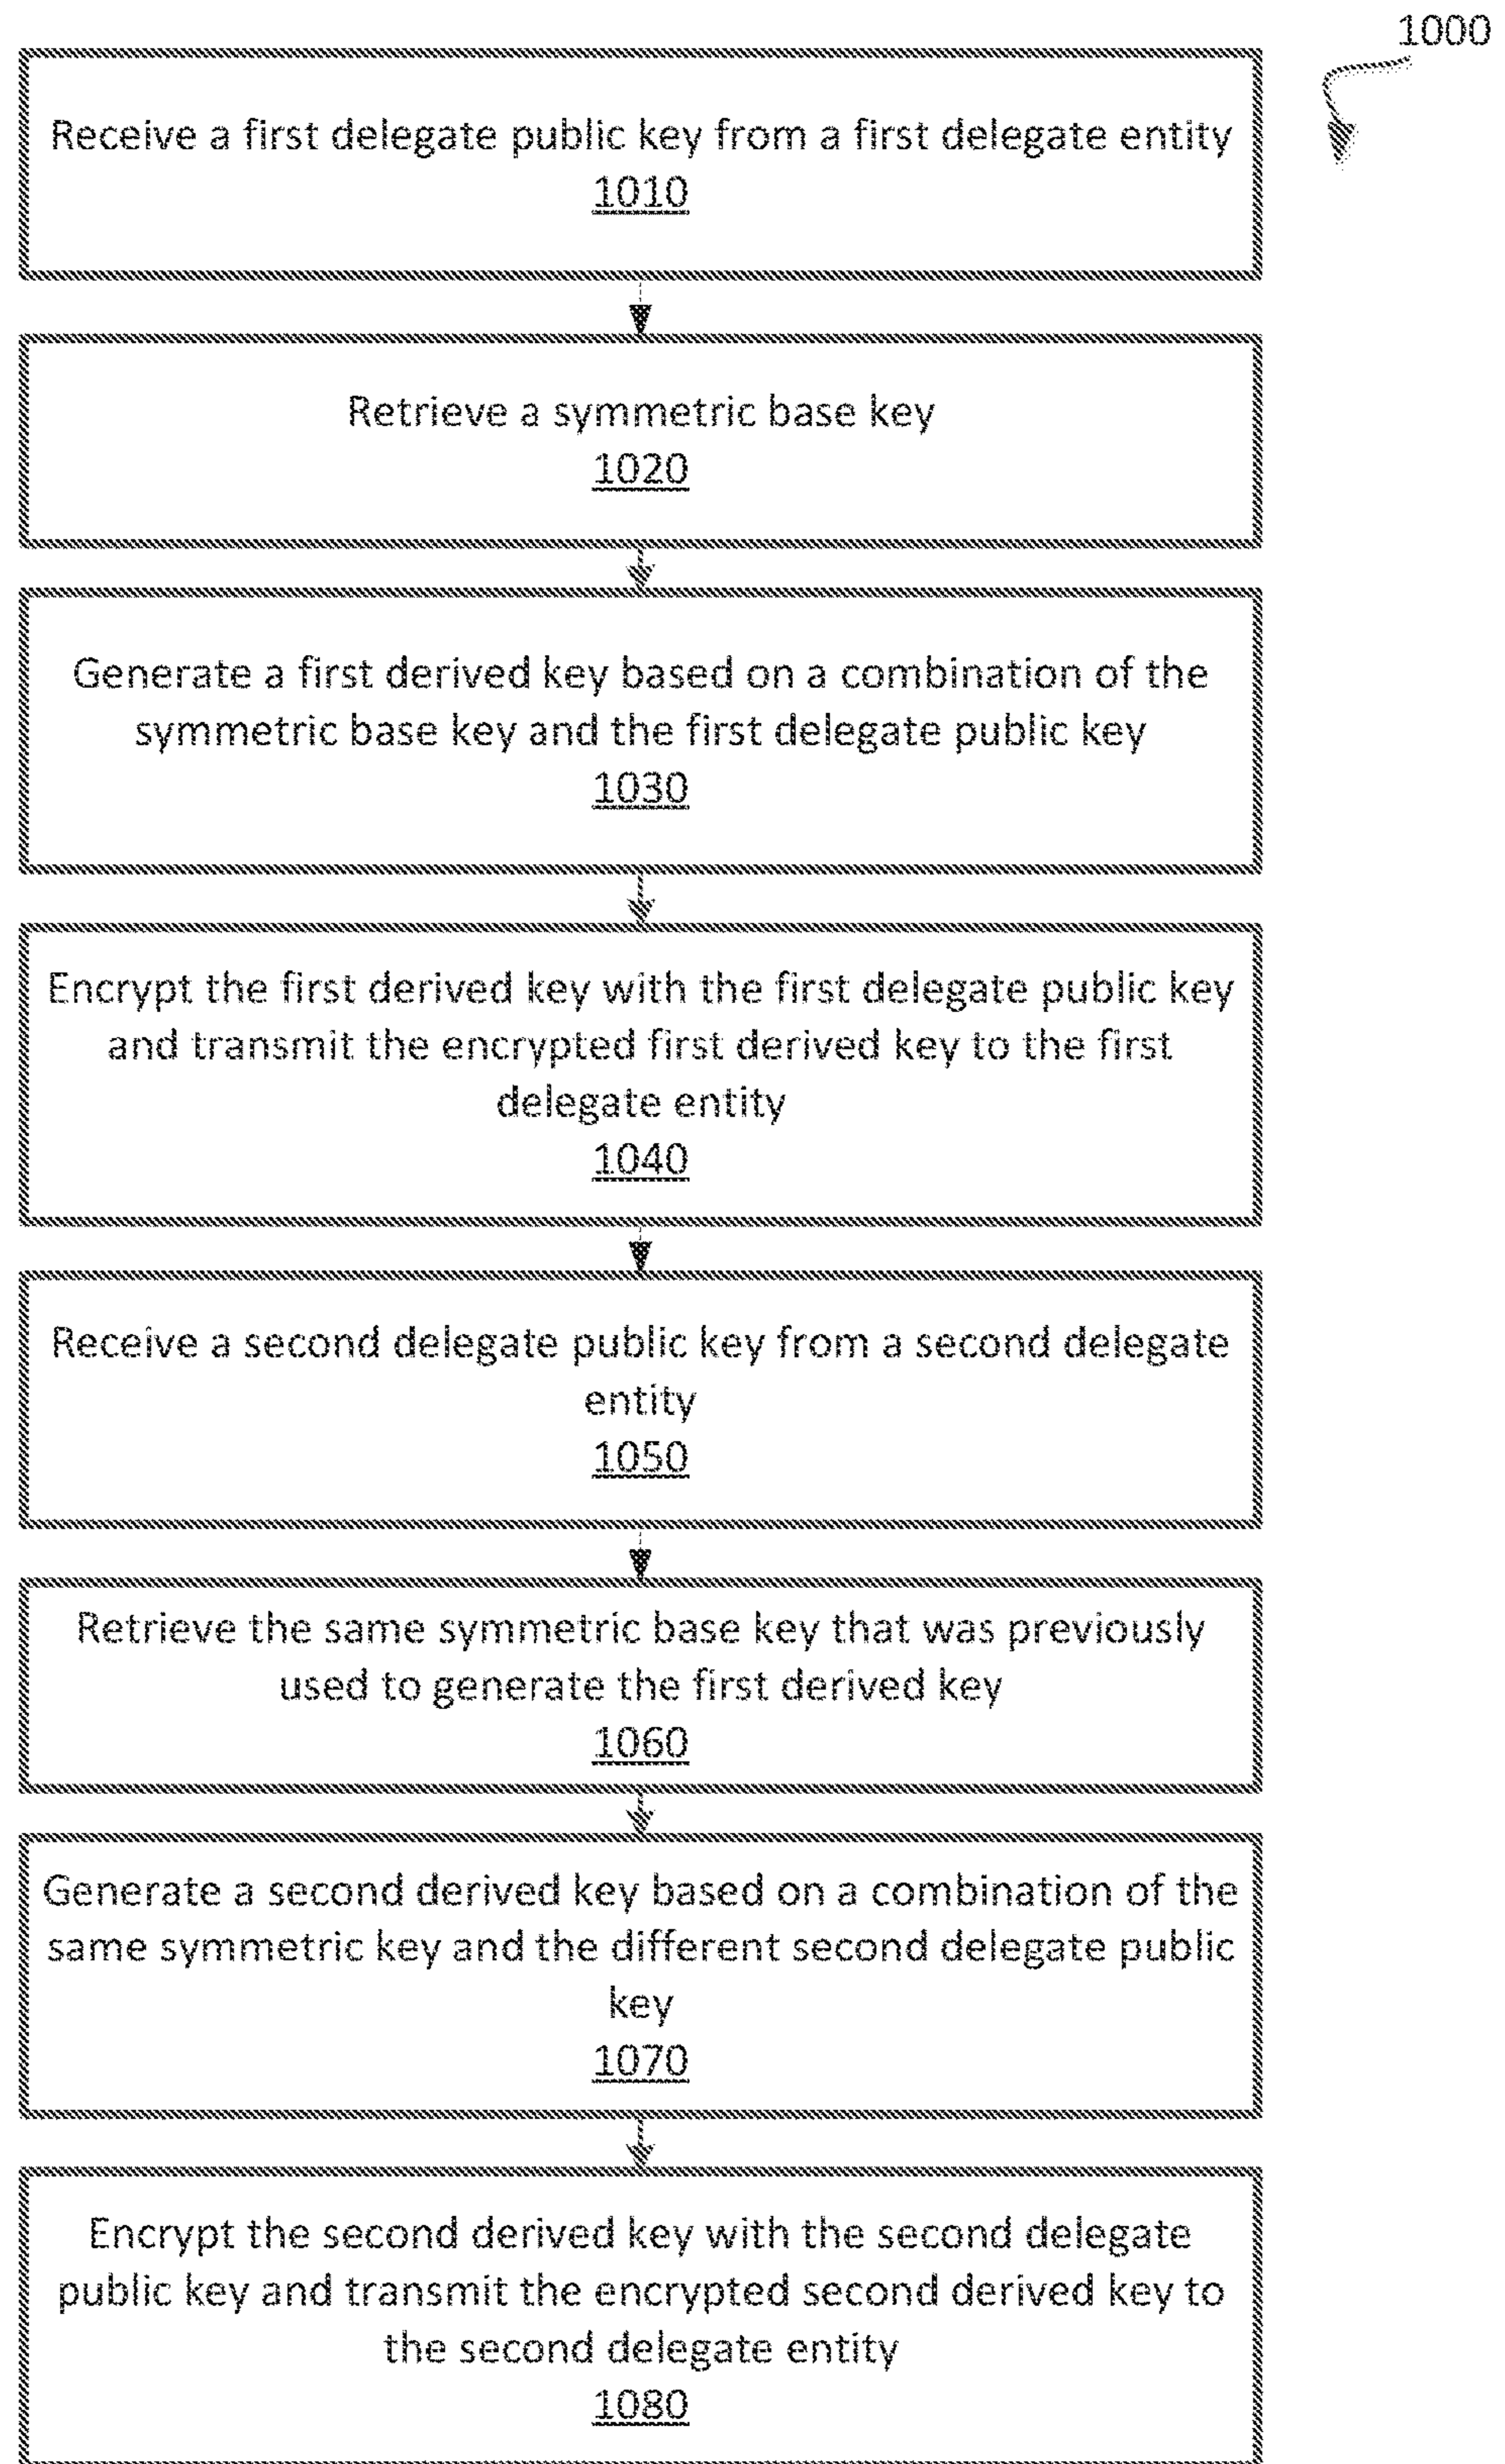 1000
Receive a first delegate public key from a first delegate entity
1010
Retrieve a symmetric base key
1020
Generate a first derived key based on a combination of the
symmetric base key and the first delegate public key
1030
Encrypt the first derived key with the first delegate public key
and transmit the encrypted first derived key to the first
delegate entity
1040
Receive a second delegate public key from a second delegate
entity
1050
Retrieve the same symmetric base key that was previously
used to generate the first derived key
1060
Generate a second derived key based on a combination of the
same symmetric key and the different second delegate public
key
1070
Encrypt the second derived key with the second delegate
public key and transmit the encrypted second derived key to
the second delegate entity
1080